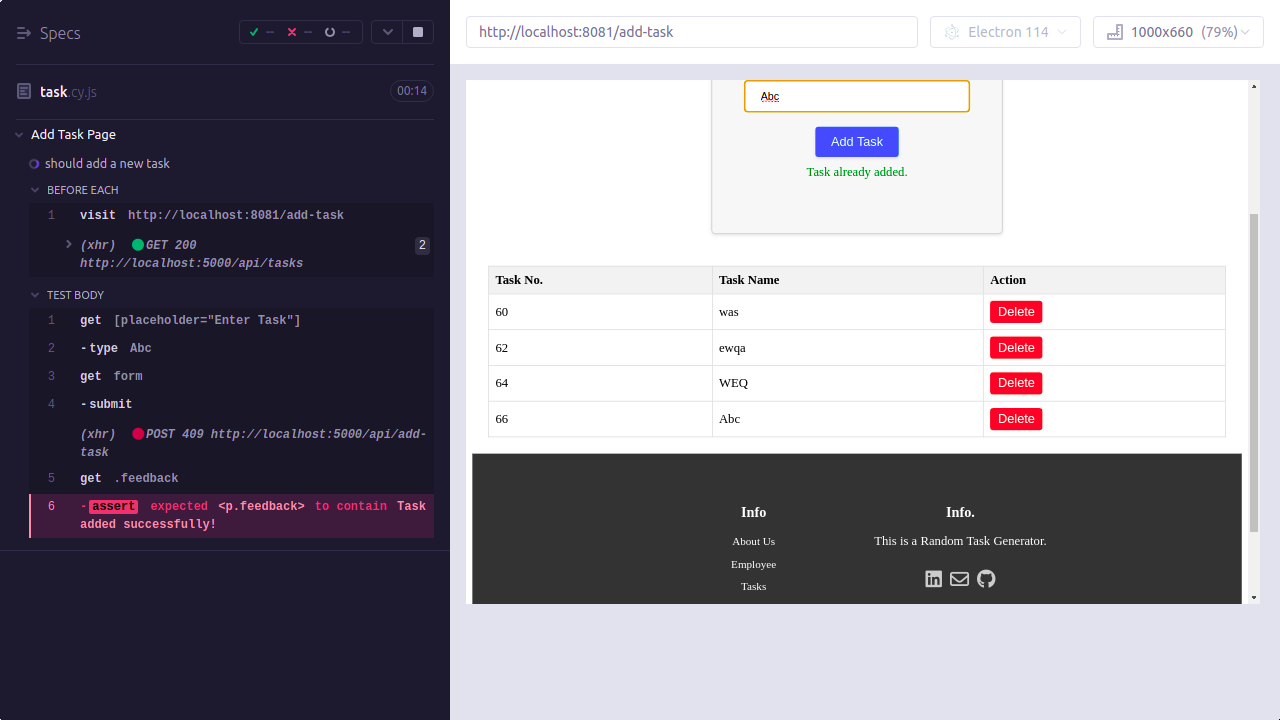 Specs
-- -- --
task.cy.js
00:14
Add Task Page
should add a new task
BEFORE EACH
1 visit http://localhost:8081/add-task
(xhr) GET 200 http://localhost:5000/api/tasks 2
TEST BODY
1 get [placeholder="Enter Task"]
2 -type Abc
3 get form
4 -submit
(xhr) POST 409 http://localhost:5000/api/add-
task
5 get .feedback
6 -assert expected <p.feedback> to contain Task
added successfully!
http://localhost:8081/add-task
Electron 114
1000x660 (79%)
Abc
Add Task
Task already added.
Task No. Task Name Action
60 was Delete
62 ewqa Delete
64 WEQ Delete
66 Abc Delete
Info
About Us
Employee
Tasks
Info.
This is a Random Task Generator.